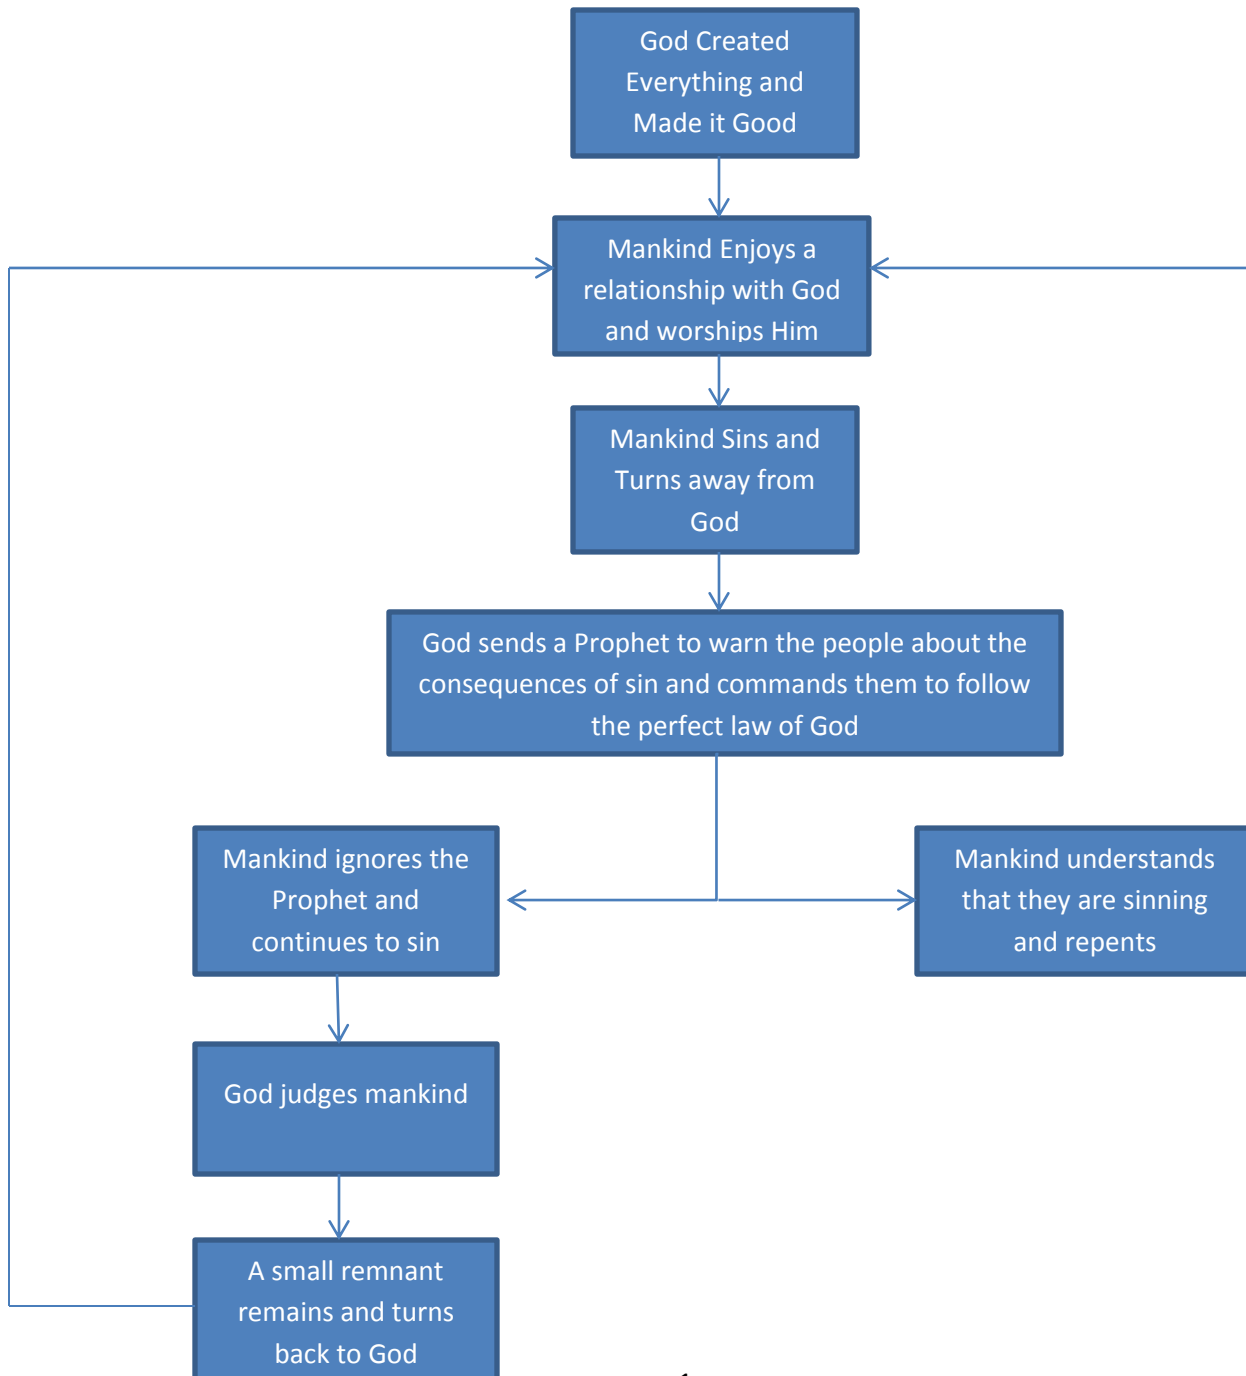 God Created
Everything and
Made it Good
Mankind Enjoys a
relationship with God
and worships Him
Mankind Sins and
Turns away from
God
God sends a Prophet to warn the people about the
consequences of sin and commands them to follow
the perfect law of God
Mankind ignores the
Prophet and
continues to sin
Mankind understands
that they are sinning
and repents
God judges mankind
A small remnant
remains and turns
back to God